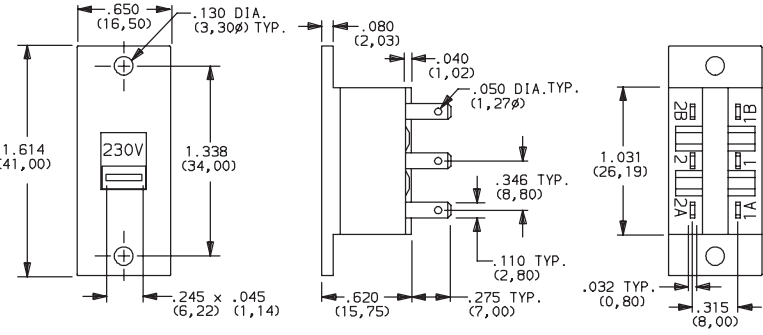 .650
(16,50)
.130 DIA.
(3,30ø) TYP.
1.614
(41,00)
230V
1.338
(34,00)
.245 x .045
(6,22) (1,14)
.080
(2,03)
.040
(1,02)
.050 DIA.TYP.
(1,27ø)
.346 TYP.
(8,80)
.110 TYP.
(2,80)
.620
(15,75)
.275 TYP.
(7,00)
1.031
(26,19)
2B
1B
2
1
2A
1A
.032 TYP.
(0,80)
.315
(8,00)